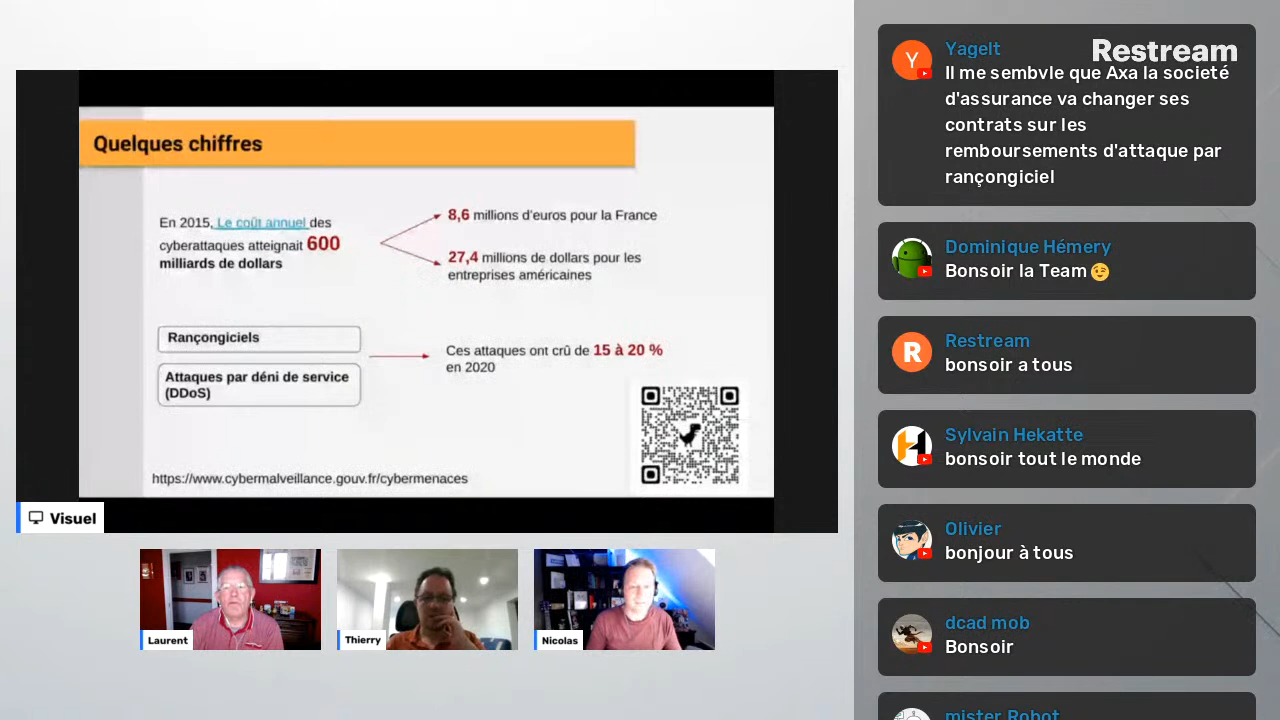 Quelques chiffres
En 2015, Le coût annuel des
cyberattaques atteignait 600
milliards de dollars
8,6 millions d'euros pour la France
27,4 millions de dollars pour les
entreprises américaines
Rançongiciels
Attaques par déni de service
(DDoS)
Ces attaques ont crû de 15 à 20 %
en 2020
https://www.cybermalveillance.gouv.fr/cybermenaces
Visuel
Laurent
Thierry
Nicolas
Restream
Y
Yagelt
Il me sembvle que Axa la societé
d'assurance va changer ses
contrats sur les
remboursements d'attaque par
rançongiciel
Dominique Hémery
Bonsoir la Team 😉
R
Restream
bonsoir a tous
Sylvain Hekatte
bonsoir tout le monde
Olivier
bonjour à tous
dcad mob
Bonsoir
mister Robot